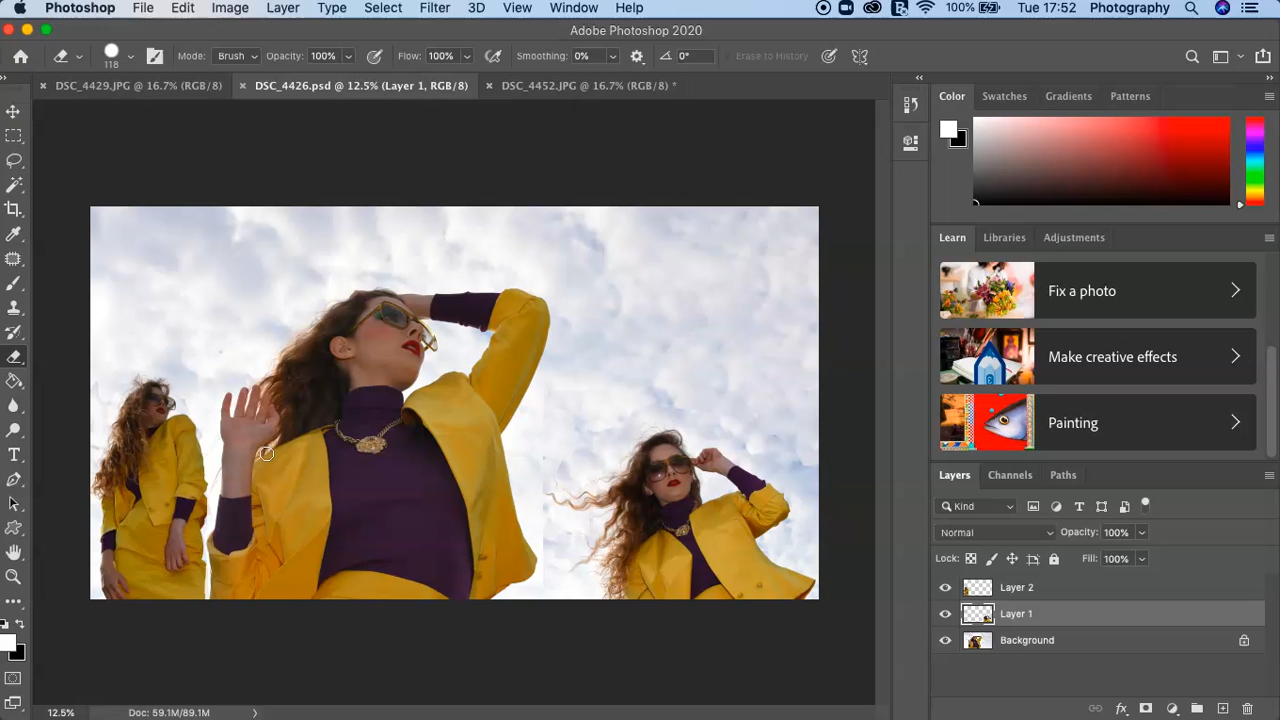 Photoshop File Edit Image Layer Type Select Filter 3D View Window Help 100% Tue 17:52 Photography
Adobe Photoshop 2020
118 Mode: Brush Opacity: 100% Flow: 100% Smoothing: 0% 0° Erase to History
DSC_4429.JPG @ 16.7% (RGB/8) DSC_4426.psd @ 12.5% (Layer 1, RGB/8) DSC_4452.JPG @ 16.7% (RGB/8) *
Color Swatches Gradients Patterns
Learn Libraries Adjustments
Fix a photo
Make creative effects
Painting
Layers Channels Paths
Kind
Normal Opacity: 100%
Lock: Fill: 100%
Layer 2
Layer 1
Background
12.5% Doc: 59.1M/89.1M